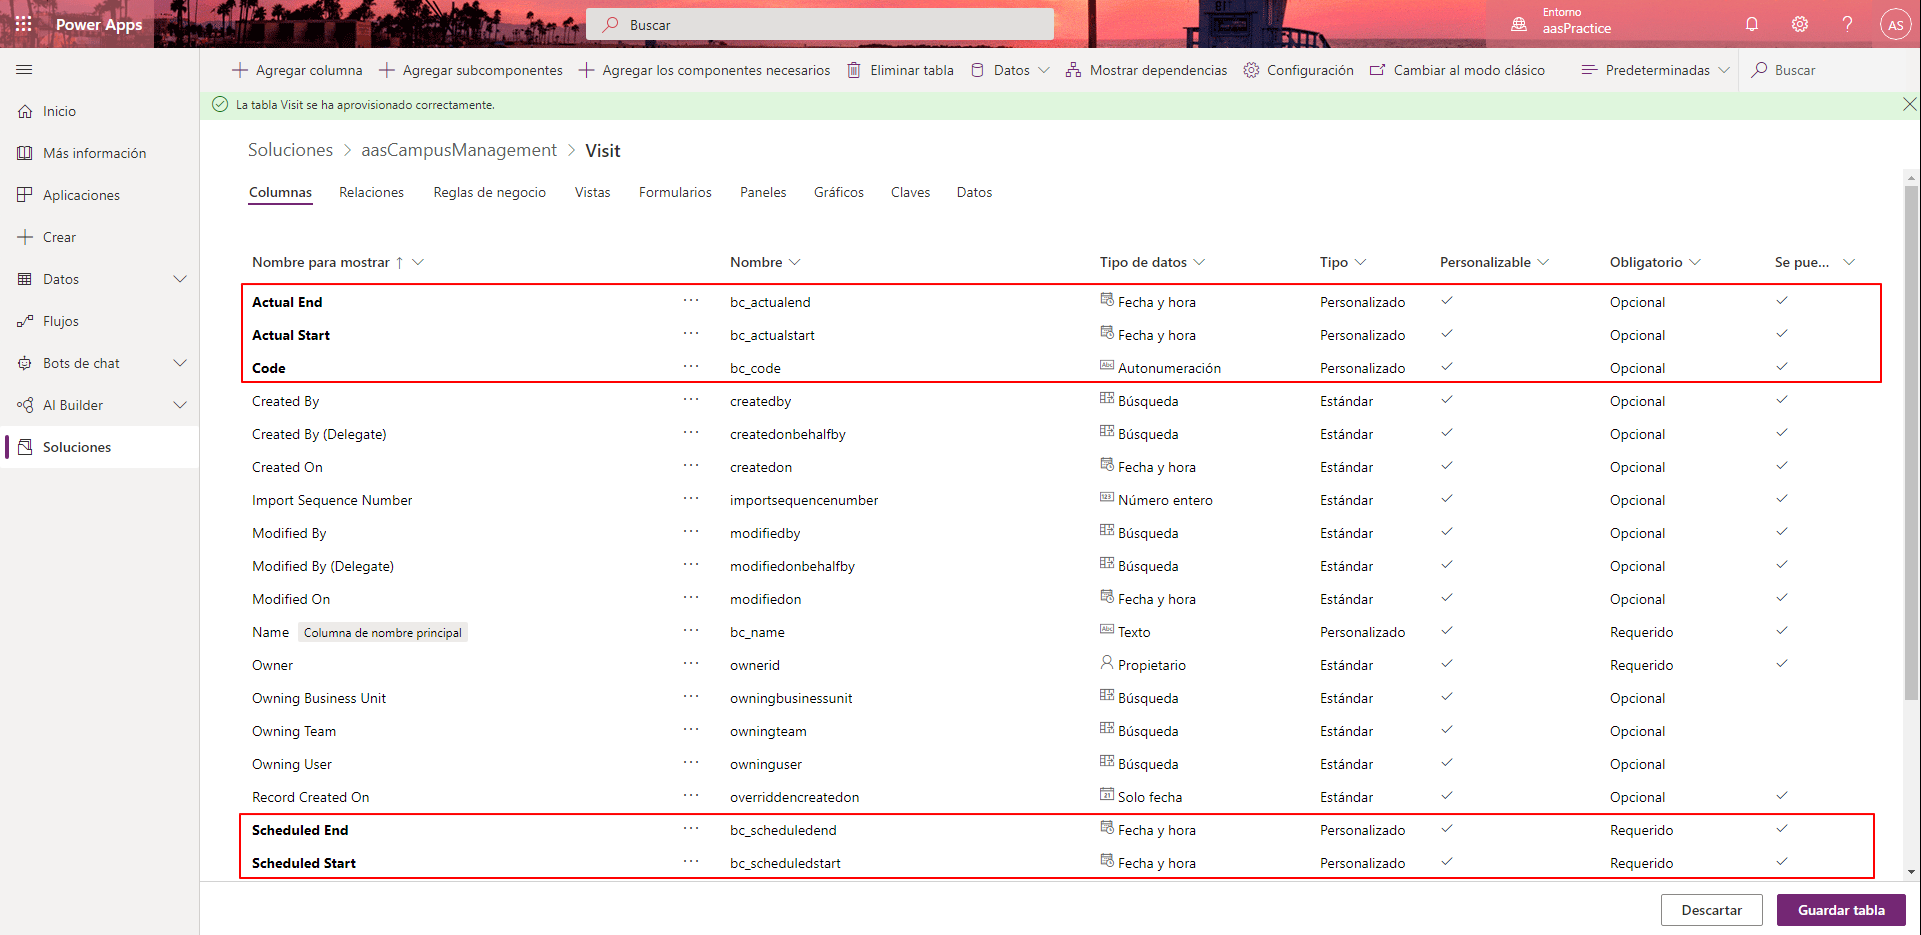 Power Apps
Buscar
Entorno
aasPractice
AS
Agregar columna
Agregar subcomponentes
Agregar los componentes necesarios
Eliminar tabla
Datos
Mostrar dependencias
Configuración
Cambiar al modo clásico
Predeterminadas
Buscar
La tabla Visit se ha aprovisionado correctamente.
Inicio
Más información
Aplicaciones
Crear
Datos
Flujos
Bots de chat
AI Builder
Soluciones
Soluciones > aasCampusManagement > Visit
Columnas Relaciones Reglas de negocio Vistas Formularios Paneles Gráficos Claves Datos
Nombre para mostrar ↑ Nombre Tipo de datos Tipo Personalizable Obligatorio Se pue...
Actual End ··· bc_actualend Fecha y hora Personalizado ✓ Opcional ✓
Actual Start ··· bc_actualstart Fecha y hora Personalizado ✓ Opcional ✓
Code ··· bc_code Abc Autonumeración Personalizado ✓ Opcional ✓
Created By ··· createdby Búsqueda Estándar ✓ Opcional ✓
Created By (Delegate) ··· createdonbehalfby Búsqueda Estándar ✓ Opcional ✓
Created On ··· createdon Fecha y hora Estándar ✓ Opcional ✓
Import Sequence Number ··· importsequencenumber 123 Número entero Estándar ✓ Opcional ✓
Modified By ··· modifiedby Búsqueda Estándar ✓ Opcional ✓
Modified By (Delegate) ··· modifiedonbehalfby Búsqueda Estándar ✓ Opcional ✓
Modified On ··· modifiedon Fecha y hora Estándar ✓ Opcional ✓
Name Columna de nombre principal ··· bc_name Abc Texto Personalizado ✓ Requerido ✓
Owner ··· ownerid Propietario Estándar ✓ Requerido ✓
Owning Business Unit ··· owningbusinessunit Búsqueda Estándar ✓ Opcional
Owning Team ··· owningteam Búsqueda Estándar ✓ Opcional
Owning User ··· owninguser Búsqueda Estándar ✓ Opcional
Record Created On ··· overriddencreatedon 21 Solo fecha Estándar ✓ Opcional ✓
Scheduled End ··· bc_scheduledend Fecha y hora Personalizado ✓ Requerido ✓
Scheduled Start ··· bc_scheduledstart Fecha y hora Personalizado ✓ Requerido ✓
Descartar
Guardar tabla